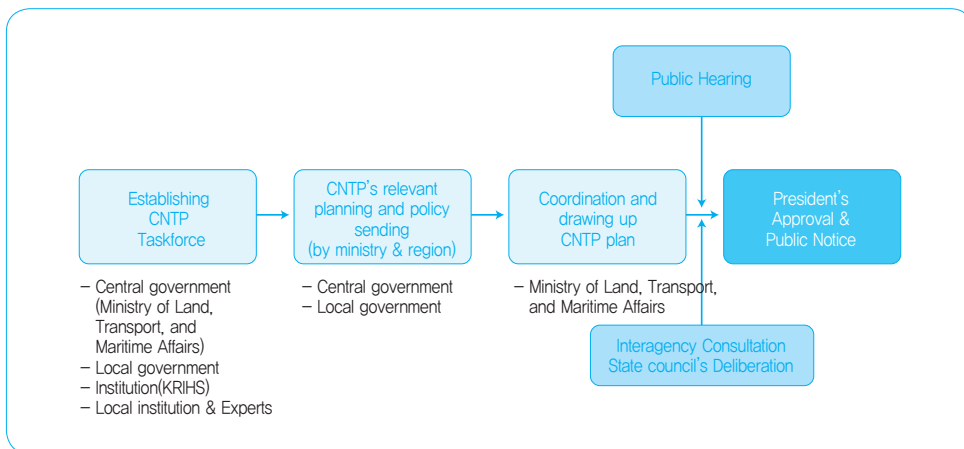 Public Hearing
Establishing
CNTP
Taskforce
CNTP's relevant
planning and policy
sending
(by ministry & region)
Coordination and
drawing up
CNTP plan
President's
Approval &
Public Notice
– Central government
(Ministry of Land,
Transport, and
Maritime Affairs)
– Local government
– Institution(KRIHS)
– Local institution & Experts
– Central government
– Local government
– Ministry of Land, Transport,
and Maritime Affairs
Interagency Consultation
State council's Deliberation